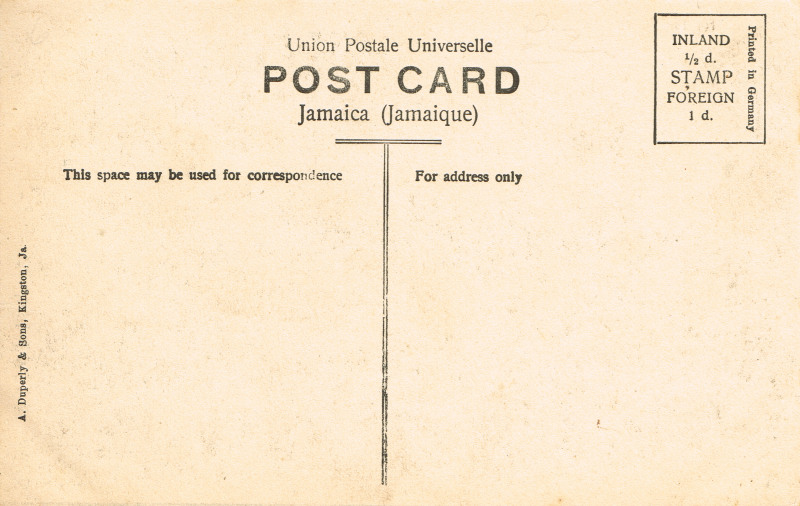 Union Postale Universelle
POST CARD
Jamaica (Jamaique)
INLAND
½ d.
STAMP
FOREIGN
1 d.
Printed in Germany
This space may be used for correspondence
For address only
A. Duperly & Sons, Kingston, Ja.